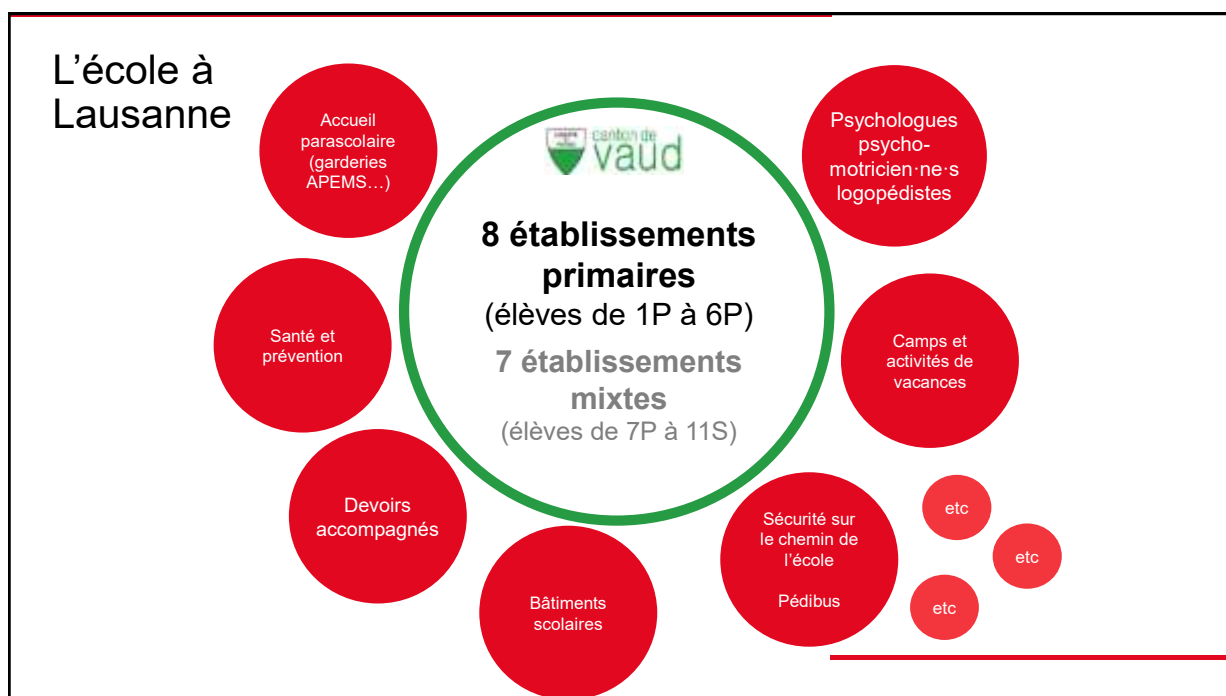 L'école à
Lausanne
Accueil
parascolaire
(garderies
APEMS…)
canton de
vaud
Psychologues
psycho-
motricien·ne·s
logopédistes
8 établissements
primaires
(élèves de 1P à 6P)
7 établissements
mixtes
(élèves de 7P à 11S)
Santé et
prévention
Camps et
activités de
vacances
Devoirs
accompagnés
Sécurité sur
le chemin de
l'école
Pédibus
etc
etc
etc
Bâtiments
scolaires